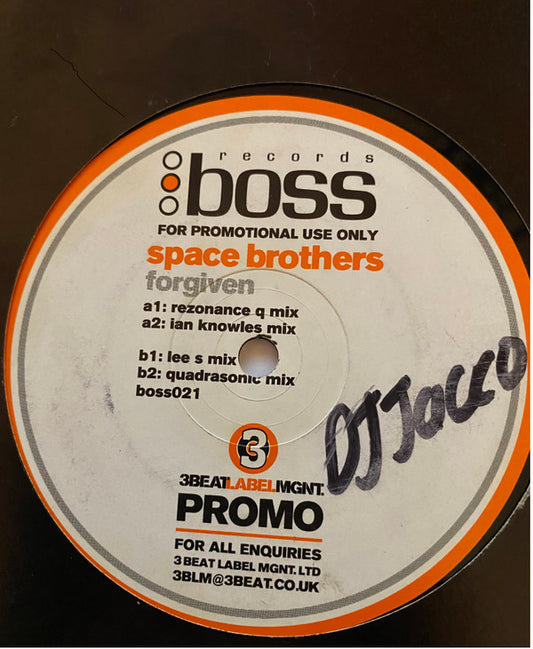 records
boss
FOR PROMOTIONAL USE ONLY
space brothers
forgiven
a1: rezonance q mix
a2: ian knowles mix
b1: lee s mix
b2: quadrasonic mix
boss021
DJ JOCCO
3
3BEATLABELMGNT.
PROMO
FOR ALL ENQUIRIES
3 BEAT LABEL MGNT. LTD
3BLM@3BEAT.CO.UK